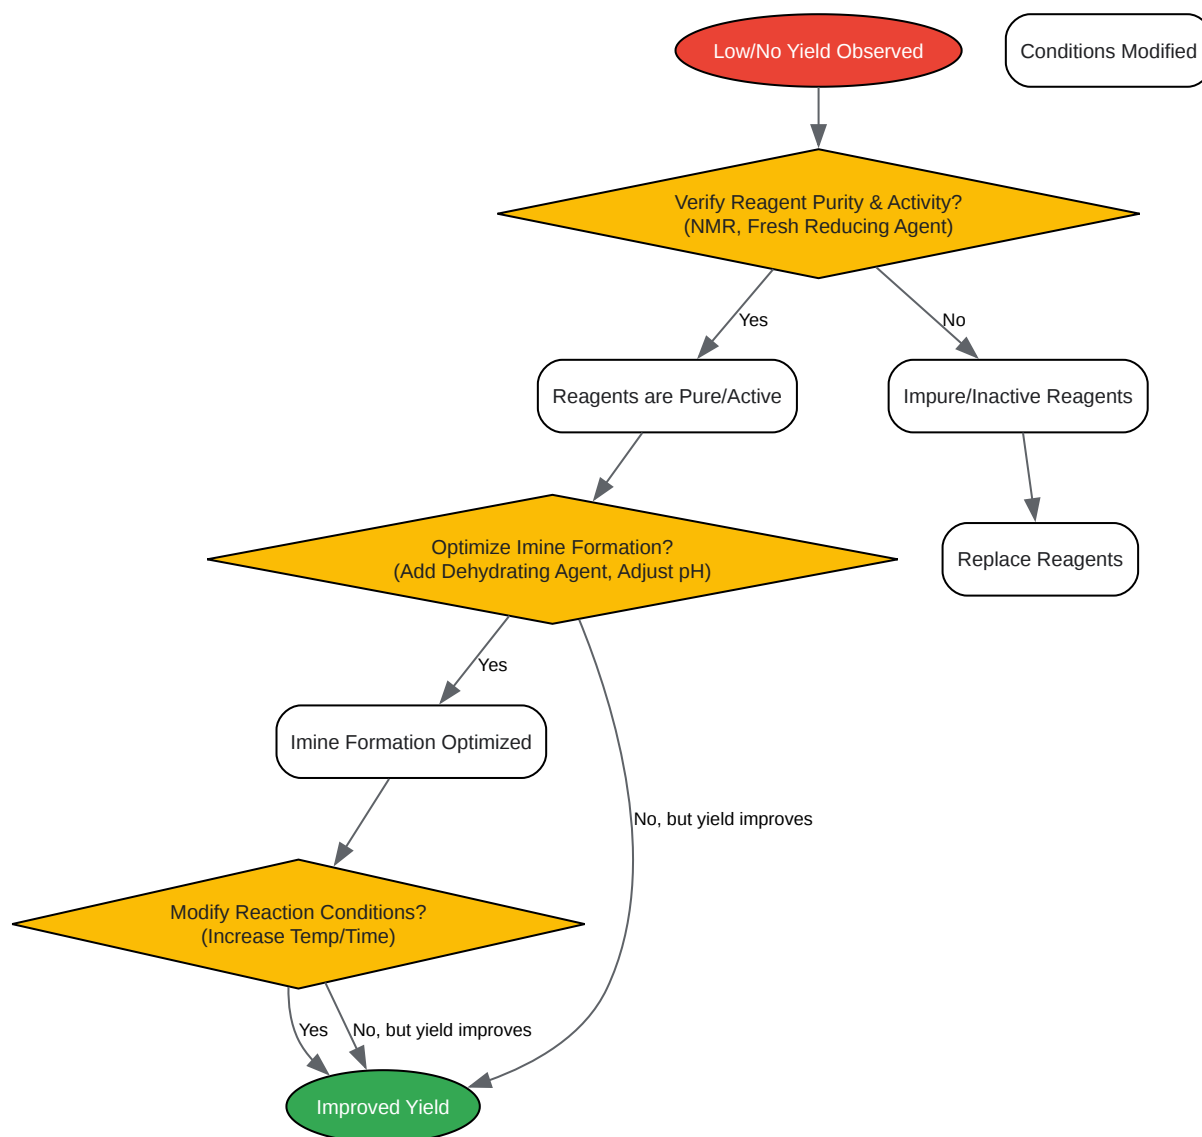 Low/No Yield Observed
Conditions Modified
Verify Reagent Purity & Activity?
(NMR, Fresh Reducing Agent)
Yes
No
Reagents are Pure/Active
Impure/Inactive Reagents
Optimize Imine Formation?
(Add Dehydrating Agent, Adjust pH)
Replace Reagents
Yes
Imine Formation Optimized
No, but yield improves
Modify Reaction Conditions?
(Increase Temp/Time)
Yes
No, but yield improves
Improved Yield